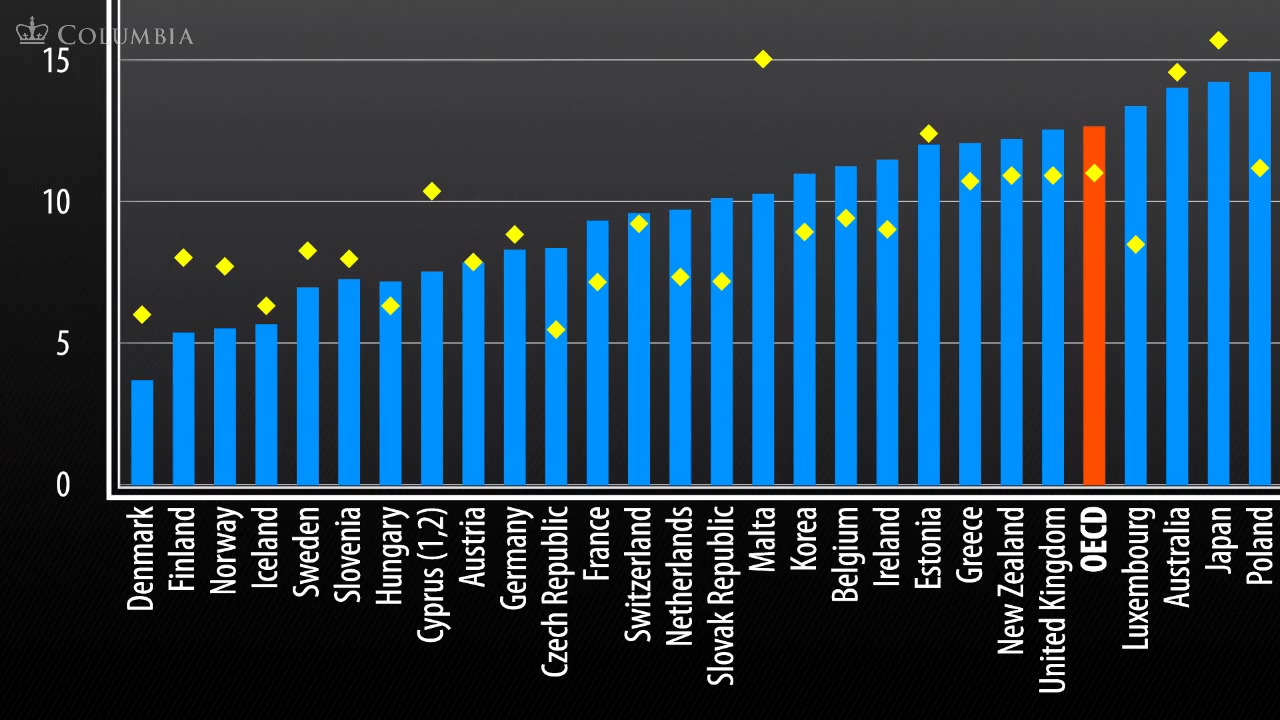 COLUMBIA
15
10
5
0
Denmark
Finland
Norway
Iceland
Sweden
Slovenia
Hungary
Cyprus (1,2)
Austria
Germany
Czech Republic
France
Switzerland
Netherlands
Slovak Republic
Malta
Korea
Belgium
Ireland
Estonia
Greece
New Zealand
United Kingdom
OECD
Luxembourg
Australia
Japan
Poland